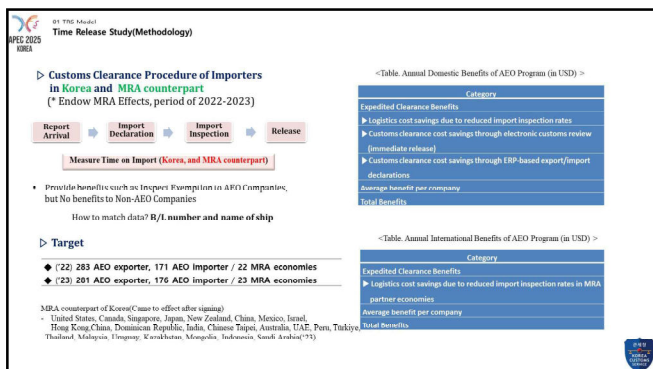 APEC 2025
KOREA
01 TRS Model
Time Release Study(Methodology)
▷ Customs Clearance Procedure of Importers
in Korea and MRA counterpart
(* Endow MRA Effects, period of 2022-2023)
Report
Arrival
Import
Declaration
Import
Inspection
Release
Measure Time on Import (Korea, and MRA counterpart)
• Provide benefits such as Inspect Exemption to AEO Companies,
but No benefits to Non-AEO Companies
How to match data? B/L number and name of ship
▷ Target
◆ ('22) 283 AEO exporter, 171 AEO importer / 22 MRA economies
◆ ('23) 281 AEO exporter, 176 AEO importer / 23 MRA economies
MRA counterpart of Korea(Came to effect after signing)
- United States, Canada, Singapore, Japan, New Zealand, China, Mexico, Israel,
Hong Kong,China, Dominican Republic, India, Chinese Taipei, Australia, UAE, Peru, Türkiye,
Thailand, Malaysia, Uruguay, Kazakhstan, Mongolia, Indonesia, Saudi Arabia('23)
<Table. Annual Domestic Benefits of AEO Program (in USD) >
Category
Expedited Clearance Benefits
▶ Logistics cost savings due to reduced import inspection rates
▶ Customs clearance cost savings through electronic customs review
(immediate release)
▶ Customs clearance cost savings through ERP-based export/import
declarations
Average benefit per company
Total Benefits
<Table. Annual International Benefits of AEO Program (in USD) >
Category
Expedited Clearance Benefits
▶ Logistics cost savings due to reduced import inspection rates in MRA
partner economies
Average benefit per company
Total Benefits
KOREA
CUSTOMS
SERVICE